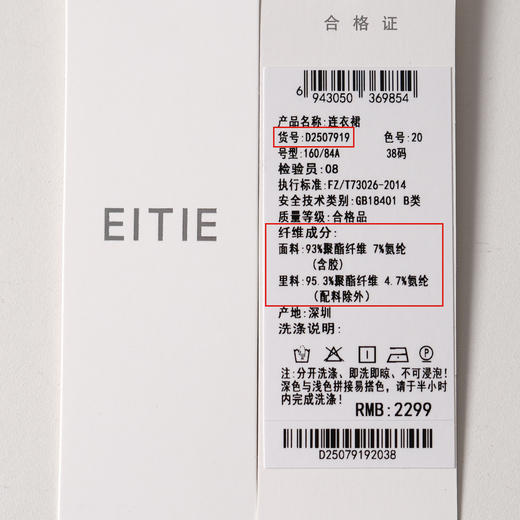 合格证
6 943050 369854
产品名称:连衣裙
货号:D2507919 色号:20
号型:160/84A 38码
检验员:08
执行标准:FZ/T73026-2014
安全技术类别:GB18401 B类
质量等级:合格品
纤维成分:
面料:93%聚酯纤维 7%氨纶
(含胶)
里料:95.3%聚酯纤维 4.7%氨纶
(配料除外)
产地:深圳
洗涤说明:
注:分开洗涤、即洗即晾、不可浸泡!
深色与浅色拼接易搭色,请于半小时
内完成洗涤!
RMB:2299
D25079192038
EITIE